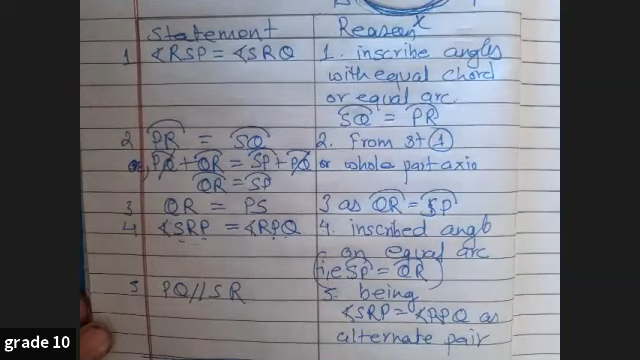 Statement Reason
1 ∢RSP = ∢SRQ 1. inscribe angles
with equal chord
or equal arc.
SQ = PR
2 PR = SQ 2. from st ①
or, PQ + QR = SP + PQ or whole part axio
QR = SP
3 QR = PS 3 as QR = SP
4 ∢SRP = ∢RPQ 4. inscribed angl
on equal arc
(i,e SP = QR)
5 PQ // SR 5. being
∢SRP = ∢RPQ as
alternate pair
grade 10